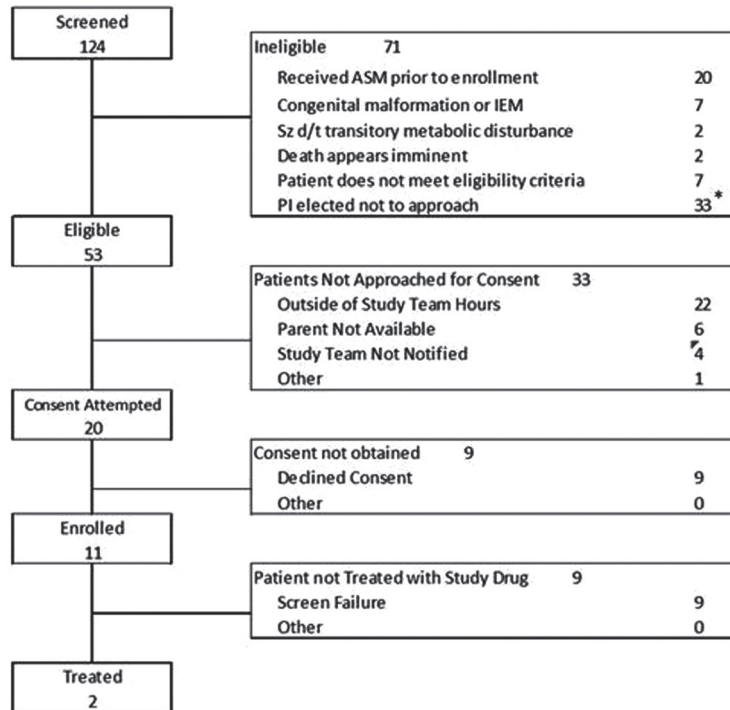 Screened
124
Ineligible 71
Received ASM prior to enrollment 20
Congenital malformation or IEM 7
Sz d/t transitory metabolic disturbance 2
Death appears imminent 2
Patient does not meet eligibility criteria 7
PI elected not to approach 33*
Eligible
53
Patients Not Approached for Consent 33
Outside of Study Team Hours 22
Parent Not Available 6
Study Team Not Notified 4
Other 1
Consent Attempted
20
Consent not obtained 9
Declined Consent 9
Other 0
Enrolled
11
Patient not Treated with Study Drug 9
Screen Failure 9
Other 0
Treated
2